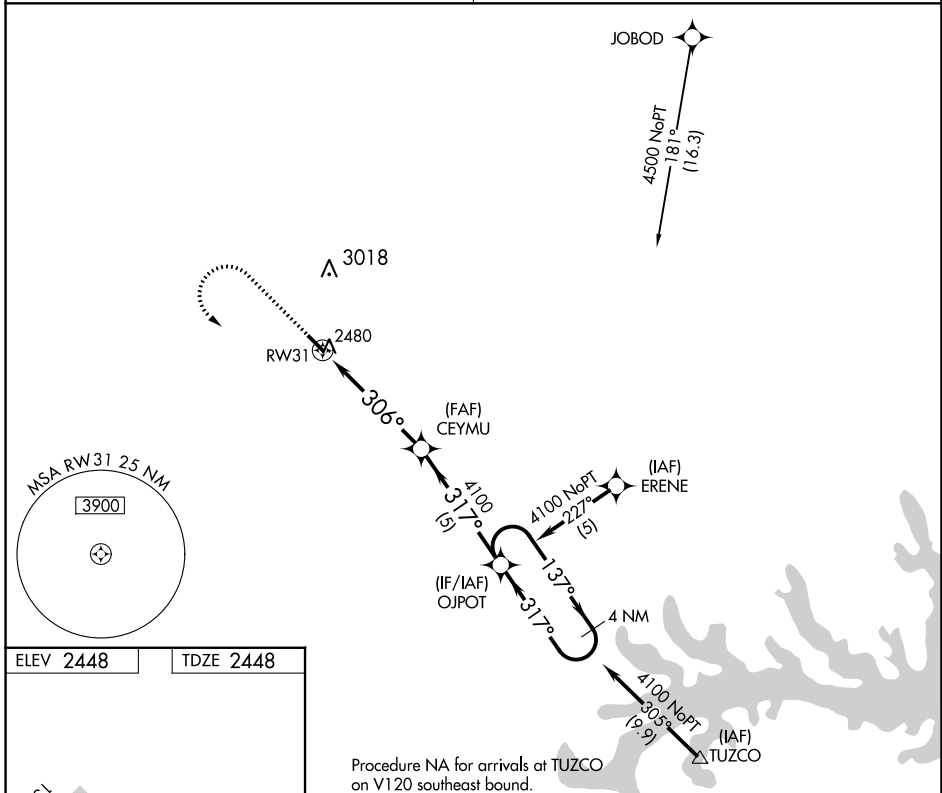 JOBOD
4500 NoPT
181°
(16.3)
3018
2480
RW31
306°
(FAF)
CEYMU
MSA RW31 25 NM
3900
4100
317°
(5)
4100 NoPT
227°
(5)
(IAF)
ERENE
(IF/IAF)
OJPOT
137°
317°
4 NM
ELEV 2448
TDZE 2448
4100 NoPT
305°
(9.9)
(IAF)
TUZCO
Procedure NA for arrivals at TUZCO
on V120 southeast bound.